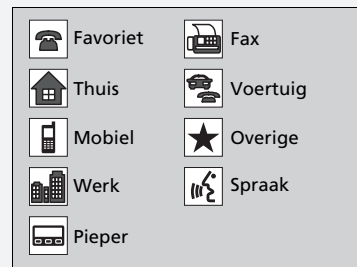 Favoriet
Thuis
Mobiel
Werk
Pieper
Fax
Voertuig
Overige
Spraak